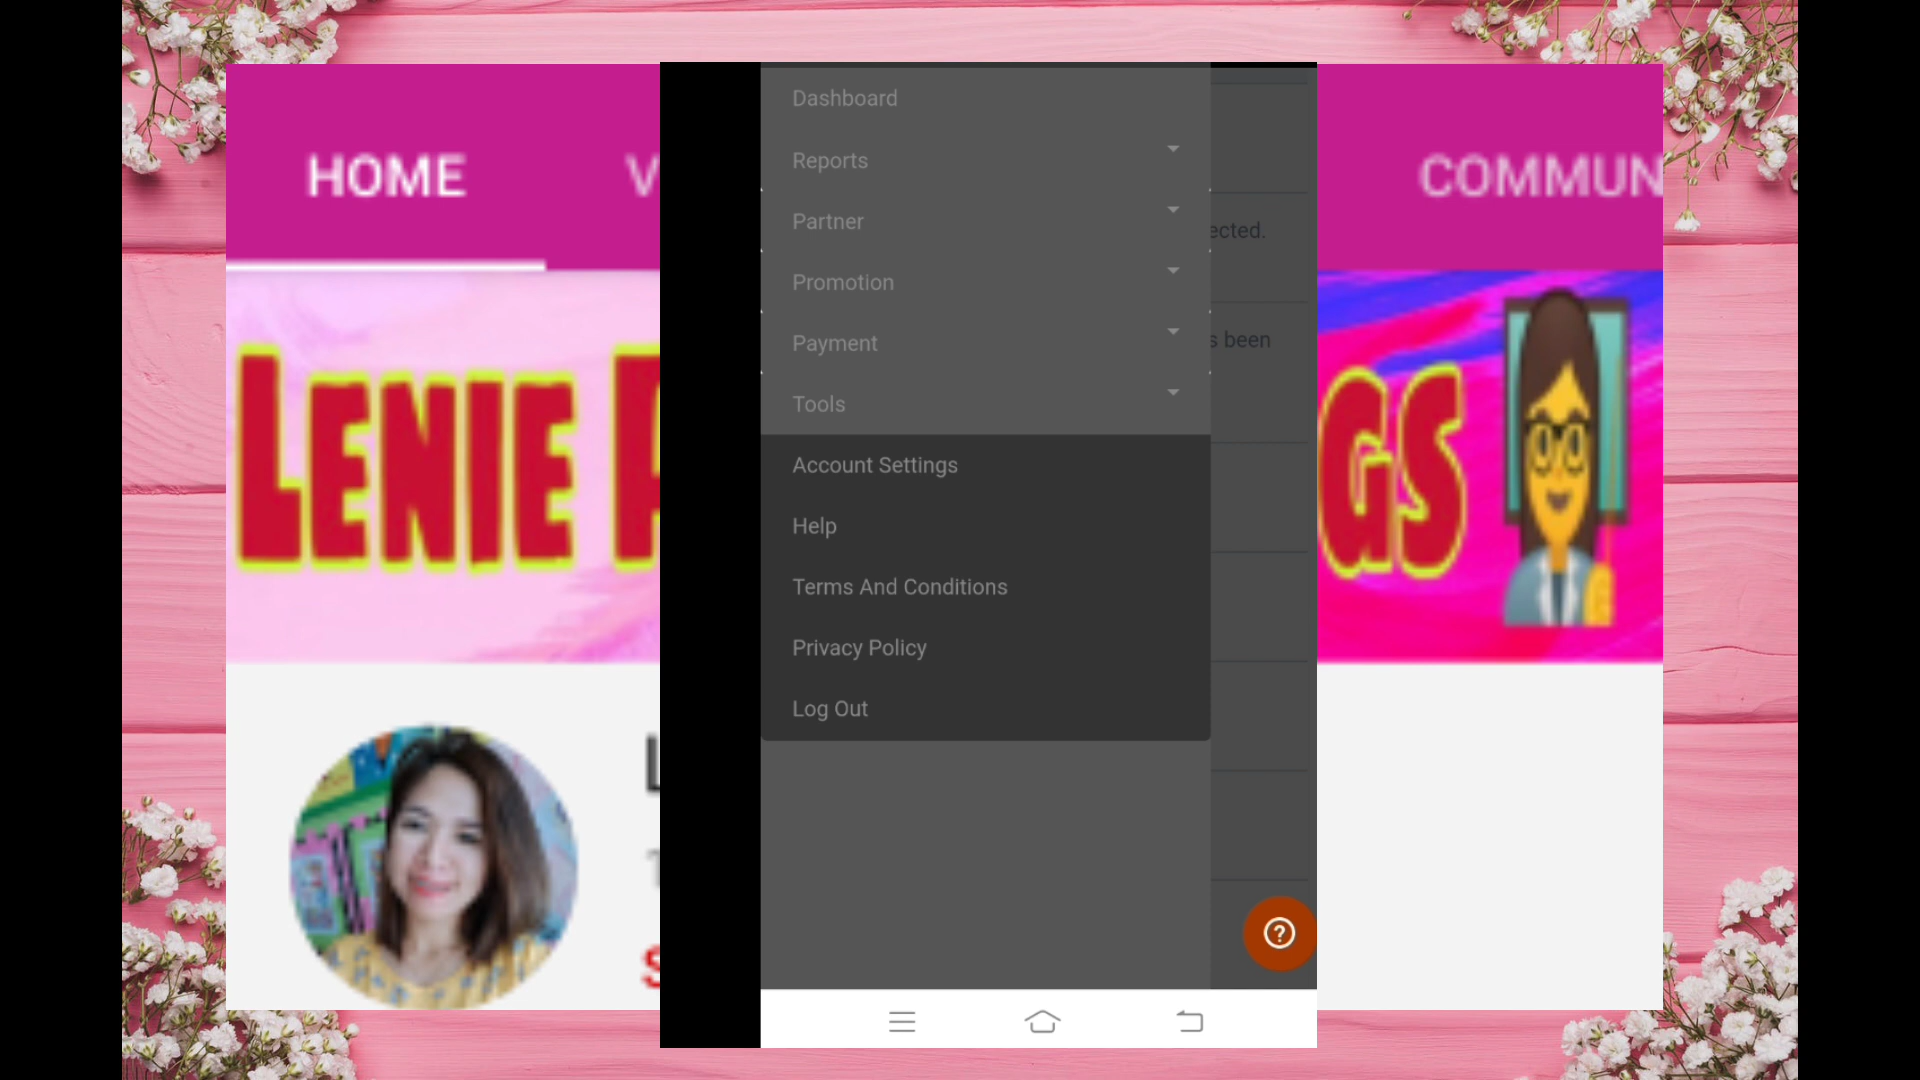 HOME
COMMUN
LENIE
GS
Dashboard
Reports
Partner
ected.
Promotion
s been
Payment
Tools
Account Settings
Help
Terms And Conditions
Privacy Policy
Log Out
?